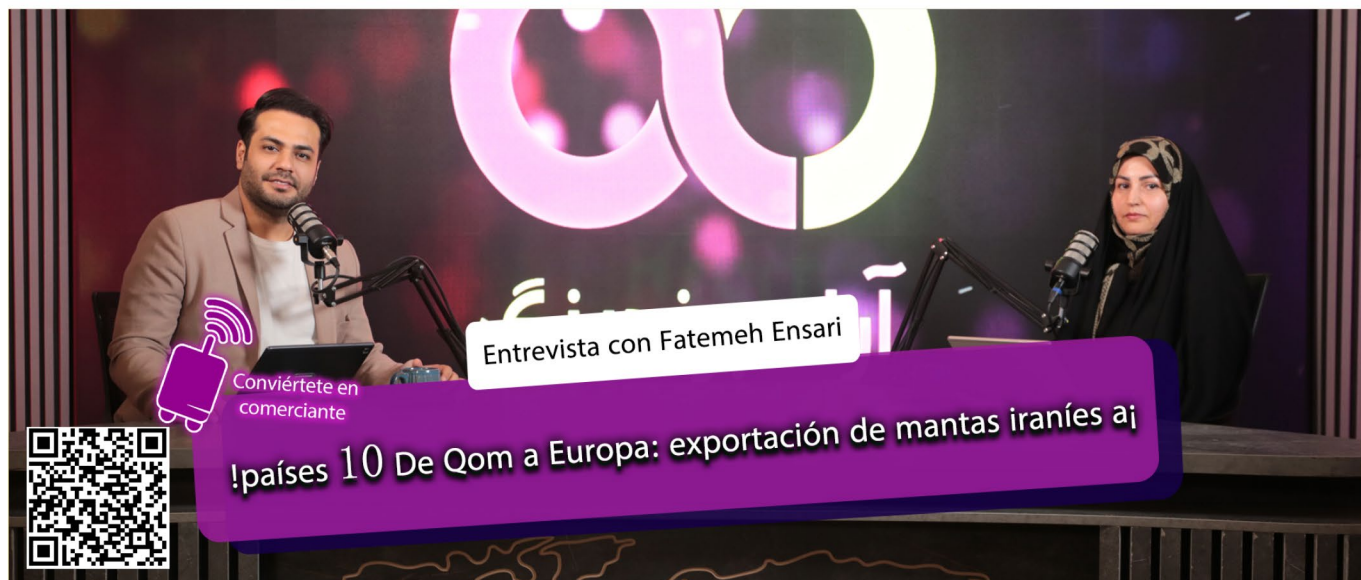 Entrevista con Fatemeh Ensari
Conviértete en
comerciante
!países 10 De Qom a Europa: exportación de mantas iraníes a¡